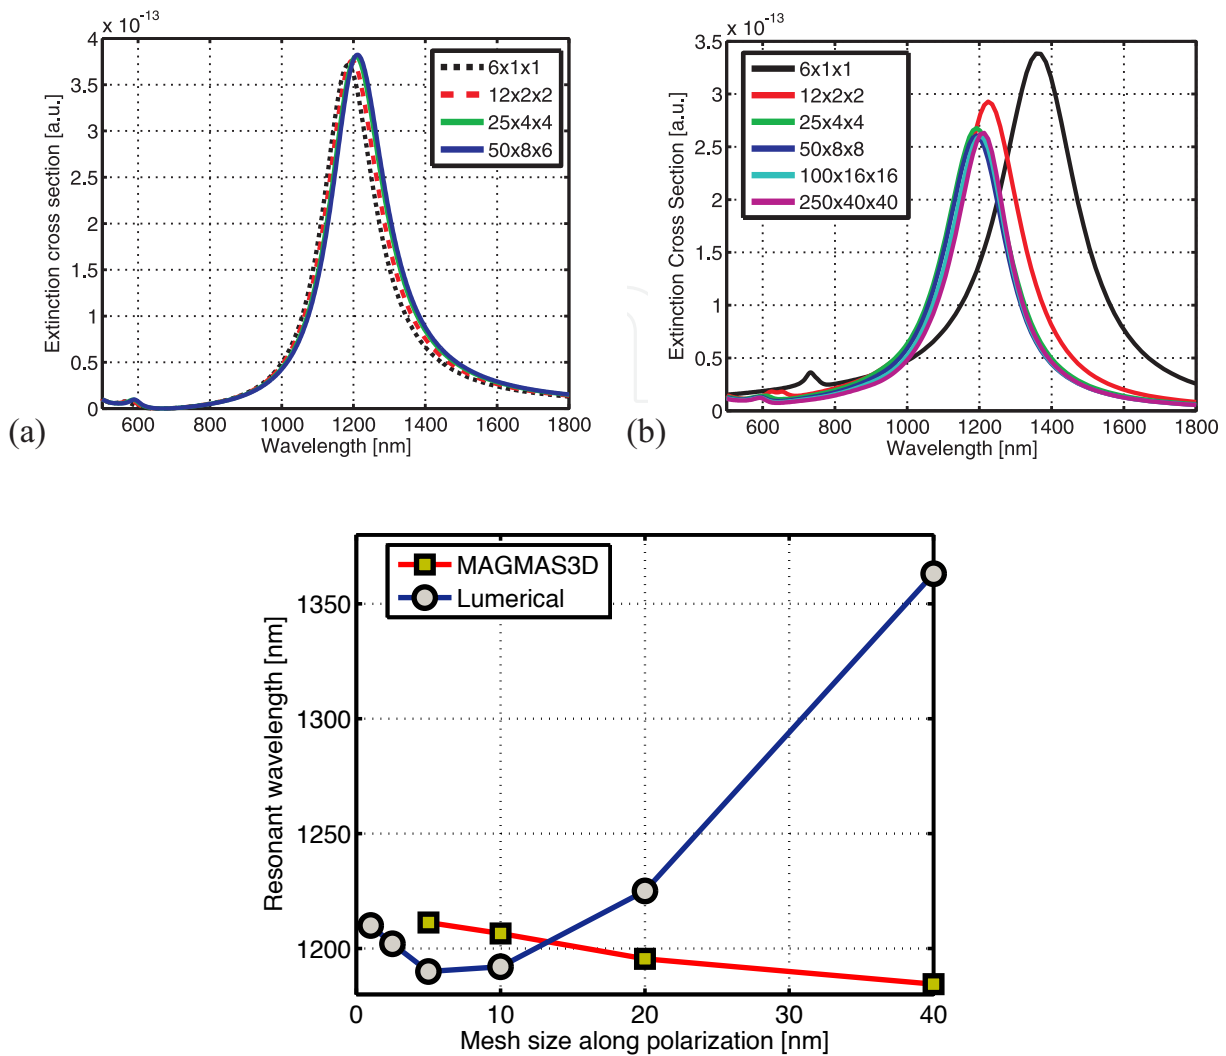 x 10 -13
4
3.5
3
2.5
2
1.5
1
0.5
0
600 800 1000 1200 1400 1600 1800
Wavelength [nm]
Extinction cross section [a.u.]
6x1x1
12x2x2
25x4x4
50x8x6
(a)
x 10 -13
3.5
3
2.5
2
1.5
1
0.5
0
600 800 1000 1200 1400 1600 1800
Wavelength [nm]
Extinction Cross Section [a.u.]
6x1x1
12x2x2
25x4x4
50x8x8
100x16x16
250x40x40
(b)
MAGMAS3D
Lumerical
1350
1300
1250
1200
0 10 20 30 40
Mesh size along polarization [nm]
Resonant wavelength [nm]